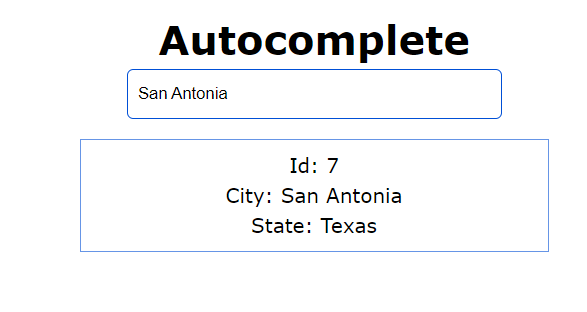 Autocomplete
San Antonia
Id: 7
City: San Antonia
State: Texas